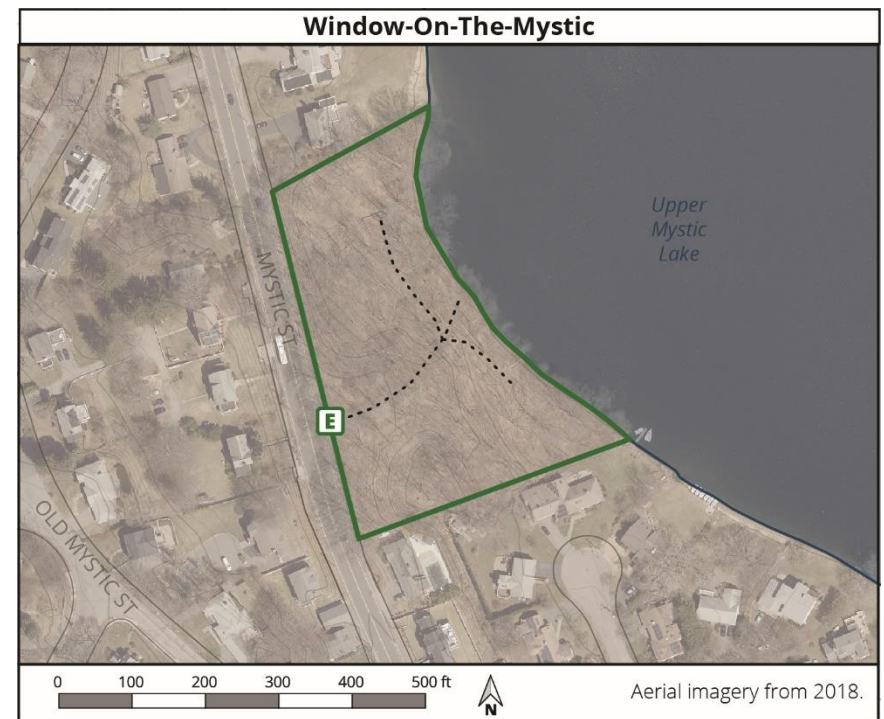 Window-On-The-Mystic
Upper
Mystic
Lake
MYSTIC ST
E
OLD MYSTIC ST
0 100 200 300 400 500 ft
N
Aerial imagery from 2018.